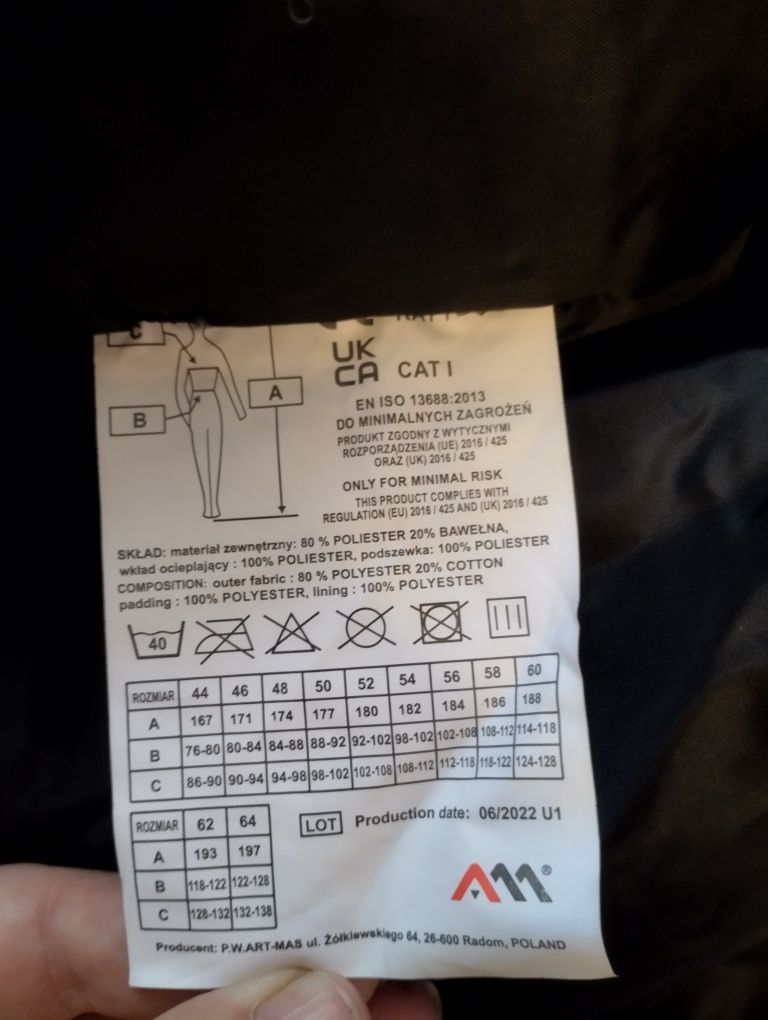 C
B
A
UK
CA CAT I
EN ISO 13688:2013
DO MINIMALNYCH ZAGROŻEŃ
PRODUKT ZGODNY Z WYTYCZNYMI
ROZPORZĄDZENIA (UE) 2016 / 425
ORAZ (UK) 2016 / 425
ONLY FOR MINIMAL RISK
THIS PRODUCT COMPLIES WITH
REGULATION (EU) 2016 / 425 AND (UK) 2016 / 425
SKŁAD: materiał zewnętrzny: 80 % POLIESTER 20% BAWEŁNA,
wkład ocieplający : 100% POLIESTER, podszewka: 100% POLIESTER
COMPOSITION: outer fabric : 80 % POLYESTER 20% COTTON
padding : 100% POLYESTER, lining : 100% POLYESTER
40
ROZMIAR 44 46 48 50 52 54 56 58 60
A 167 171 174 177 180 182 184 186 188
B 76-80 80-84 84-88 88-92 92-102 98-102 102-108 108-112 114-118
C 86-90 90-94 94-98 98-102 102-108 108-112 112-118 118-122 124-128
ROZMIAR 62 64
A 193 197
B 118-122 122-128
C 128-132 132-138
LOT Production date: 06/2022 U1
AM®
Producent: P.W.ART-MAS ul. Żółkiewskiego 64, 26-600 Radom, POLAND